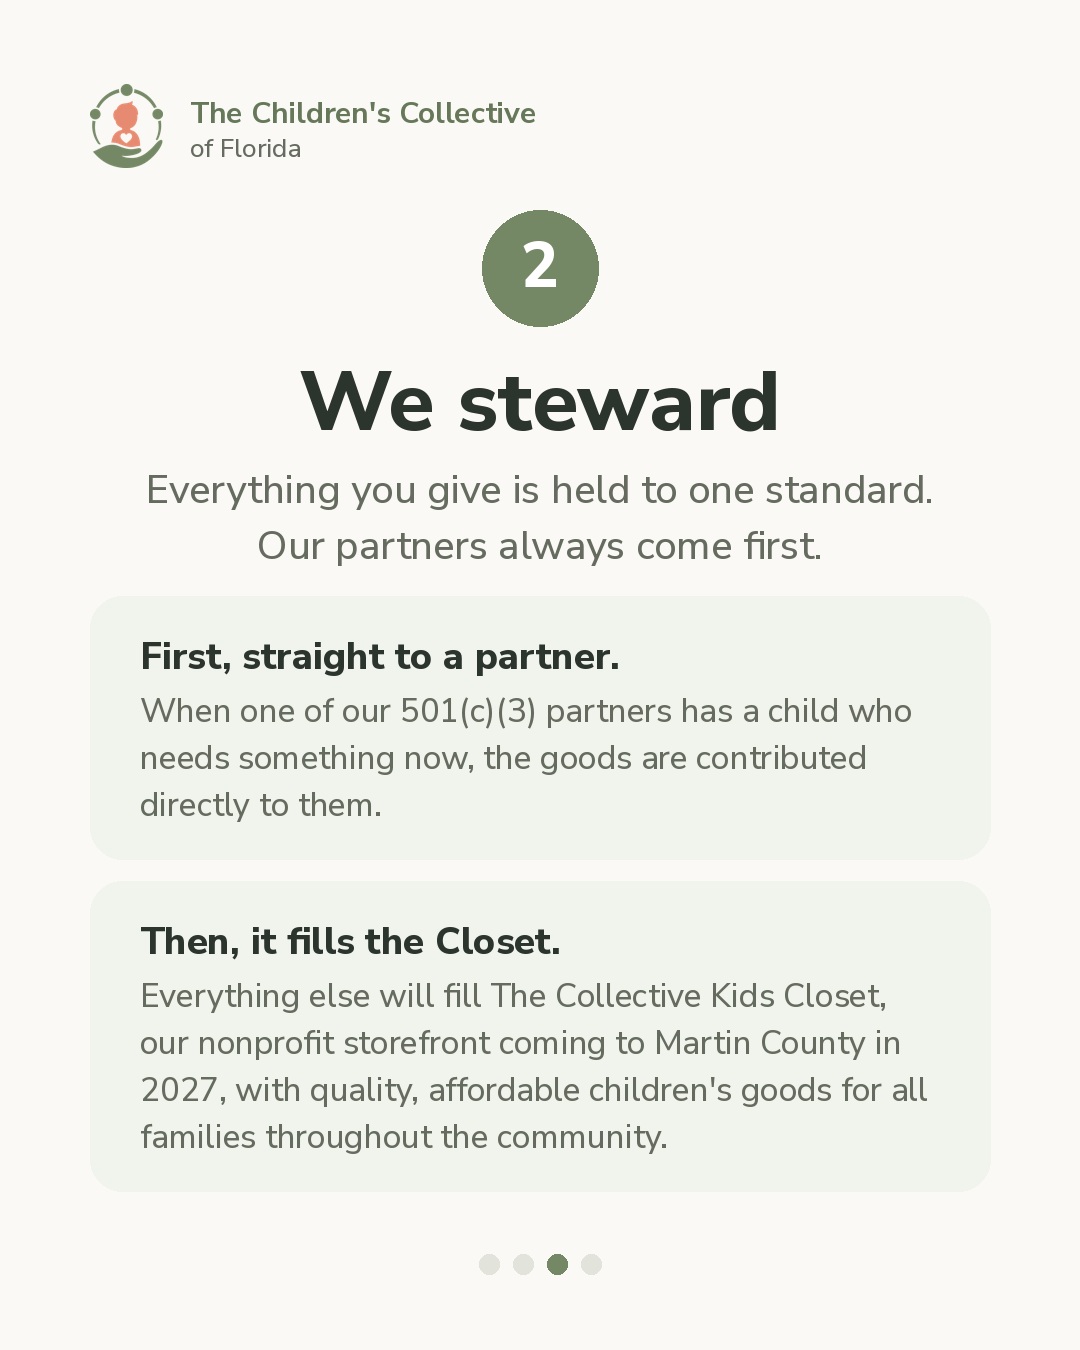 The Children's Collective
of Florida
2
We steward
Everything you give is held to one standard.
Our partners always come first.
First, straight to a partner.
When one of our 501(c)(3) partners has a child who
needs something now, the goods are contributed
directly to them.
Then, it fills the Closet.
Everything else will fill The Collective Kids Closet,
our nonprofit storefront coming to Martin County in
2027, with quality, affordable children's goods for all
families throughout the community.